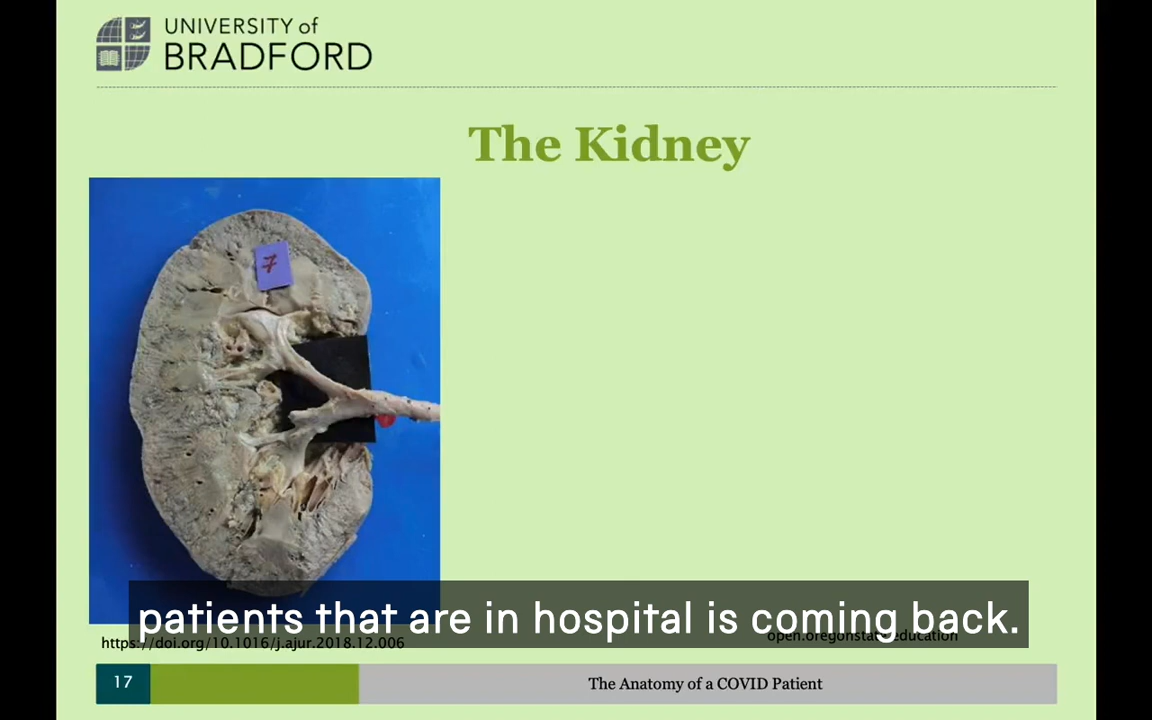 UNIVERSITY of
BRADFORD
The Kidney
7
patients that are in hospital is coming back.
https://doi.org/10.1016/j.ajur.2018.12.006
open.oregonstate.education
17
The Anatomy of a COVID Patient